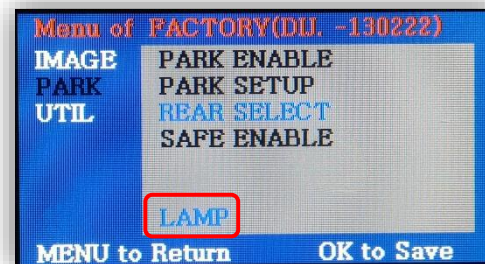 Menu of FACTORY(DIJ. -130222)
IMAGE PARK ENABLE
PARK PARK SETUP
UTIL REAR SELECT
SAFE ENABLE
LAMP
MENU to Return OK to Save